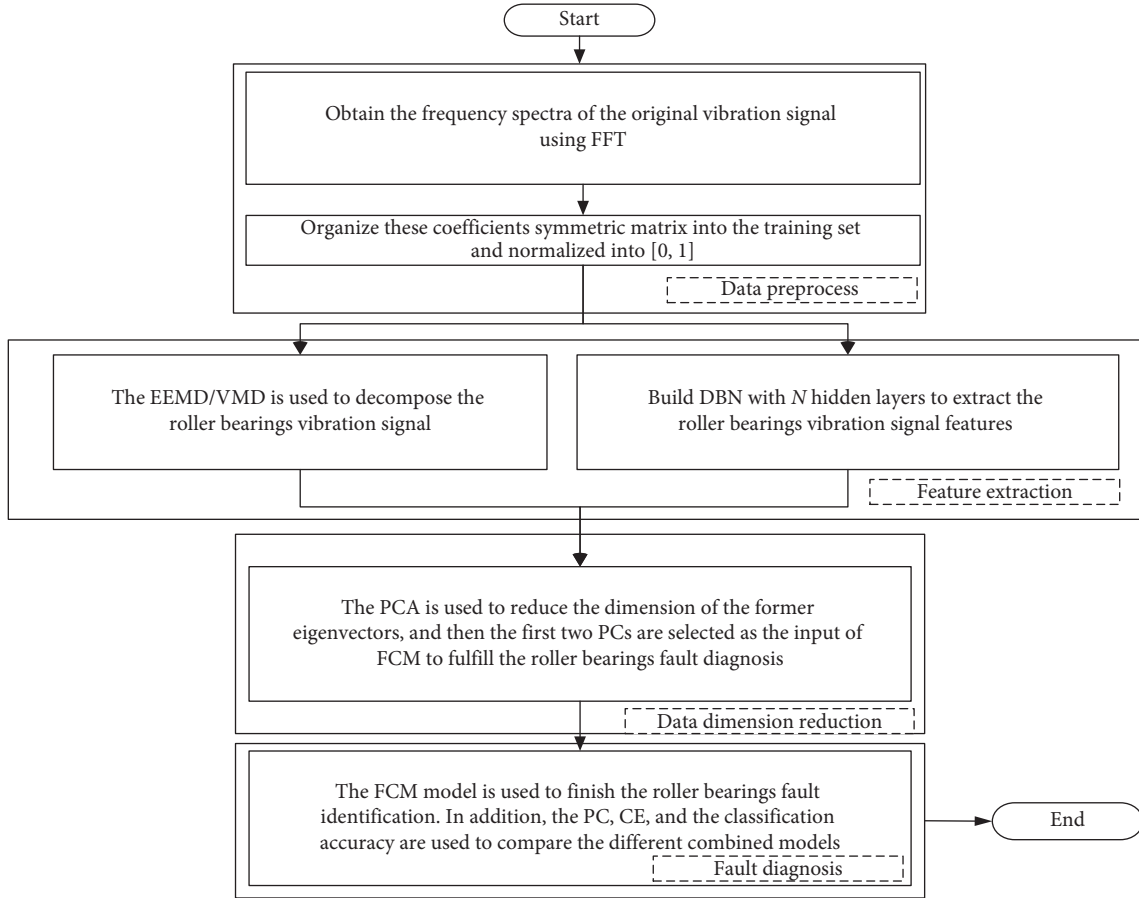 Start
Obtain the frequency spectra of the original vibration signal
using FFT
Organize these coefficients symmetric matrix into the training set
and normalized into [0, 1]
Data preprocess
The EEMD/VMD is used to decompose the
roller bearings vibration signal
Build DBN with N hidden layers to extract the
roller bearings vibration signal features
Feature extraction
The PCA is used to reduce the dimension of the former
eigenvectors, and then the first two PCs are selected as the input of
FCM to fulfill the roller bearings fault diagnosis
Data dimension reduction
The FCM model is used to finish the roller bearings fault
identification. In addition, the PC, CE, and the classification
accuracy are used to compare the different combined models
Fault diagnosis
End